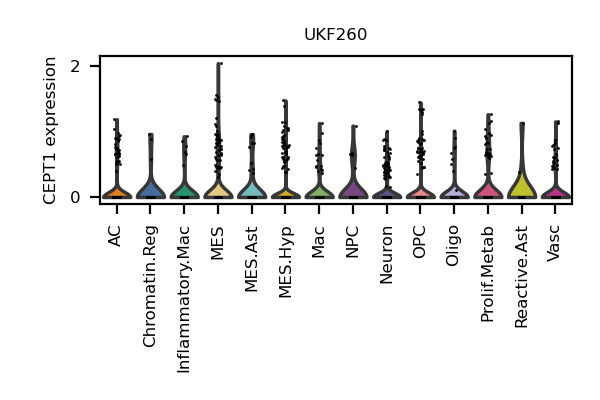 UKF260
CEPT1 expression
2
0
AC
Chromatin.Reg
Inflammatory.Mac
MES
MES.Ast
MES.Hyp
Mac
NPC
Neuron
OPC
Oligo
Prolif.Metab
Reactive.Ast
Vasc